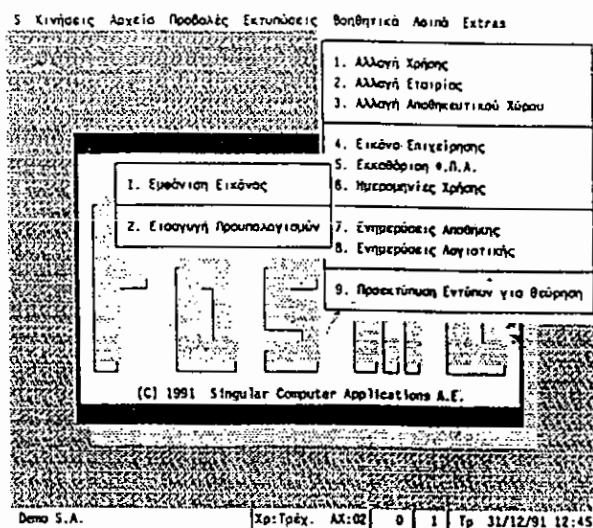 S Κινήσεις Αρχείο Προβολές Εκτυπώσεις Βοηθητικά Λοιπά Extras
1. Αλλαγή Χρήσης
2. Αλλαγή Εταιρίας
3. Αλλαγή Αποθηκευτικού Χώρου
4. Εικόνα Επιχείρησης
5. Εκκαθάριση Φ.Π.Α.
6. Ημερομηνίες Χρήσης
7. Ενημερώσεις Αποθήκης
8. Ενημερώσεις Λογιστικής
9. Προεκτύπωση Εντύπων για θεώρηση
1. Εμφάνιση Εικόνας
2. Εισαγωγή Προυπολογισμών
(C) 1991 Singular Computer Applications A.E.
Demo S.A. Χρ:Τρέχ. ΑΧ:02 0 1 Τρ 31/12/91 12:45